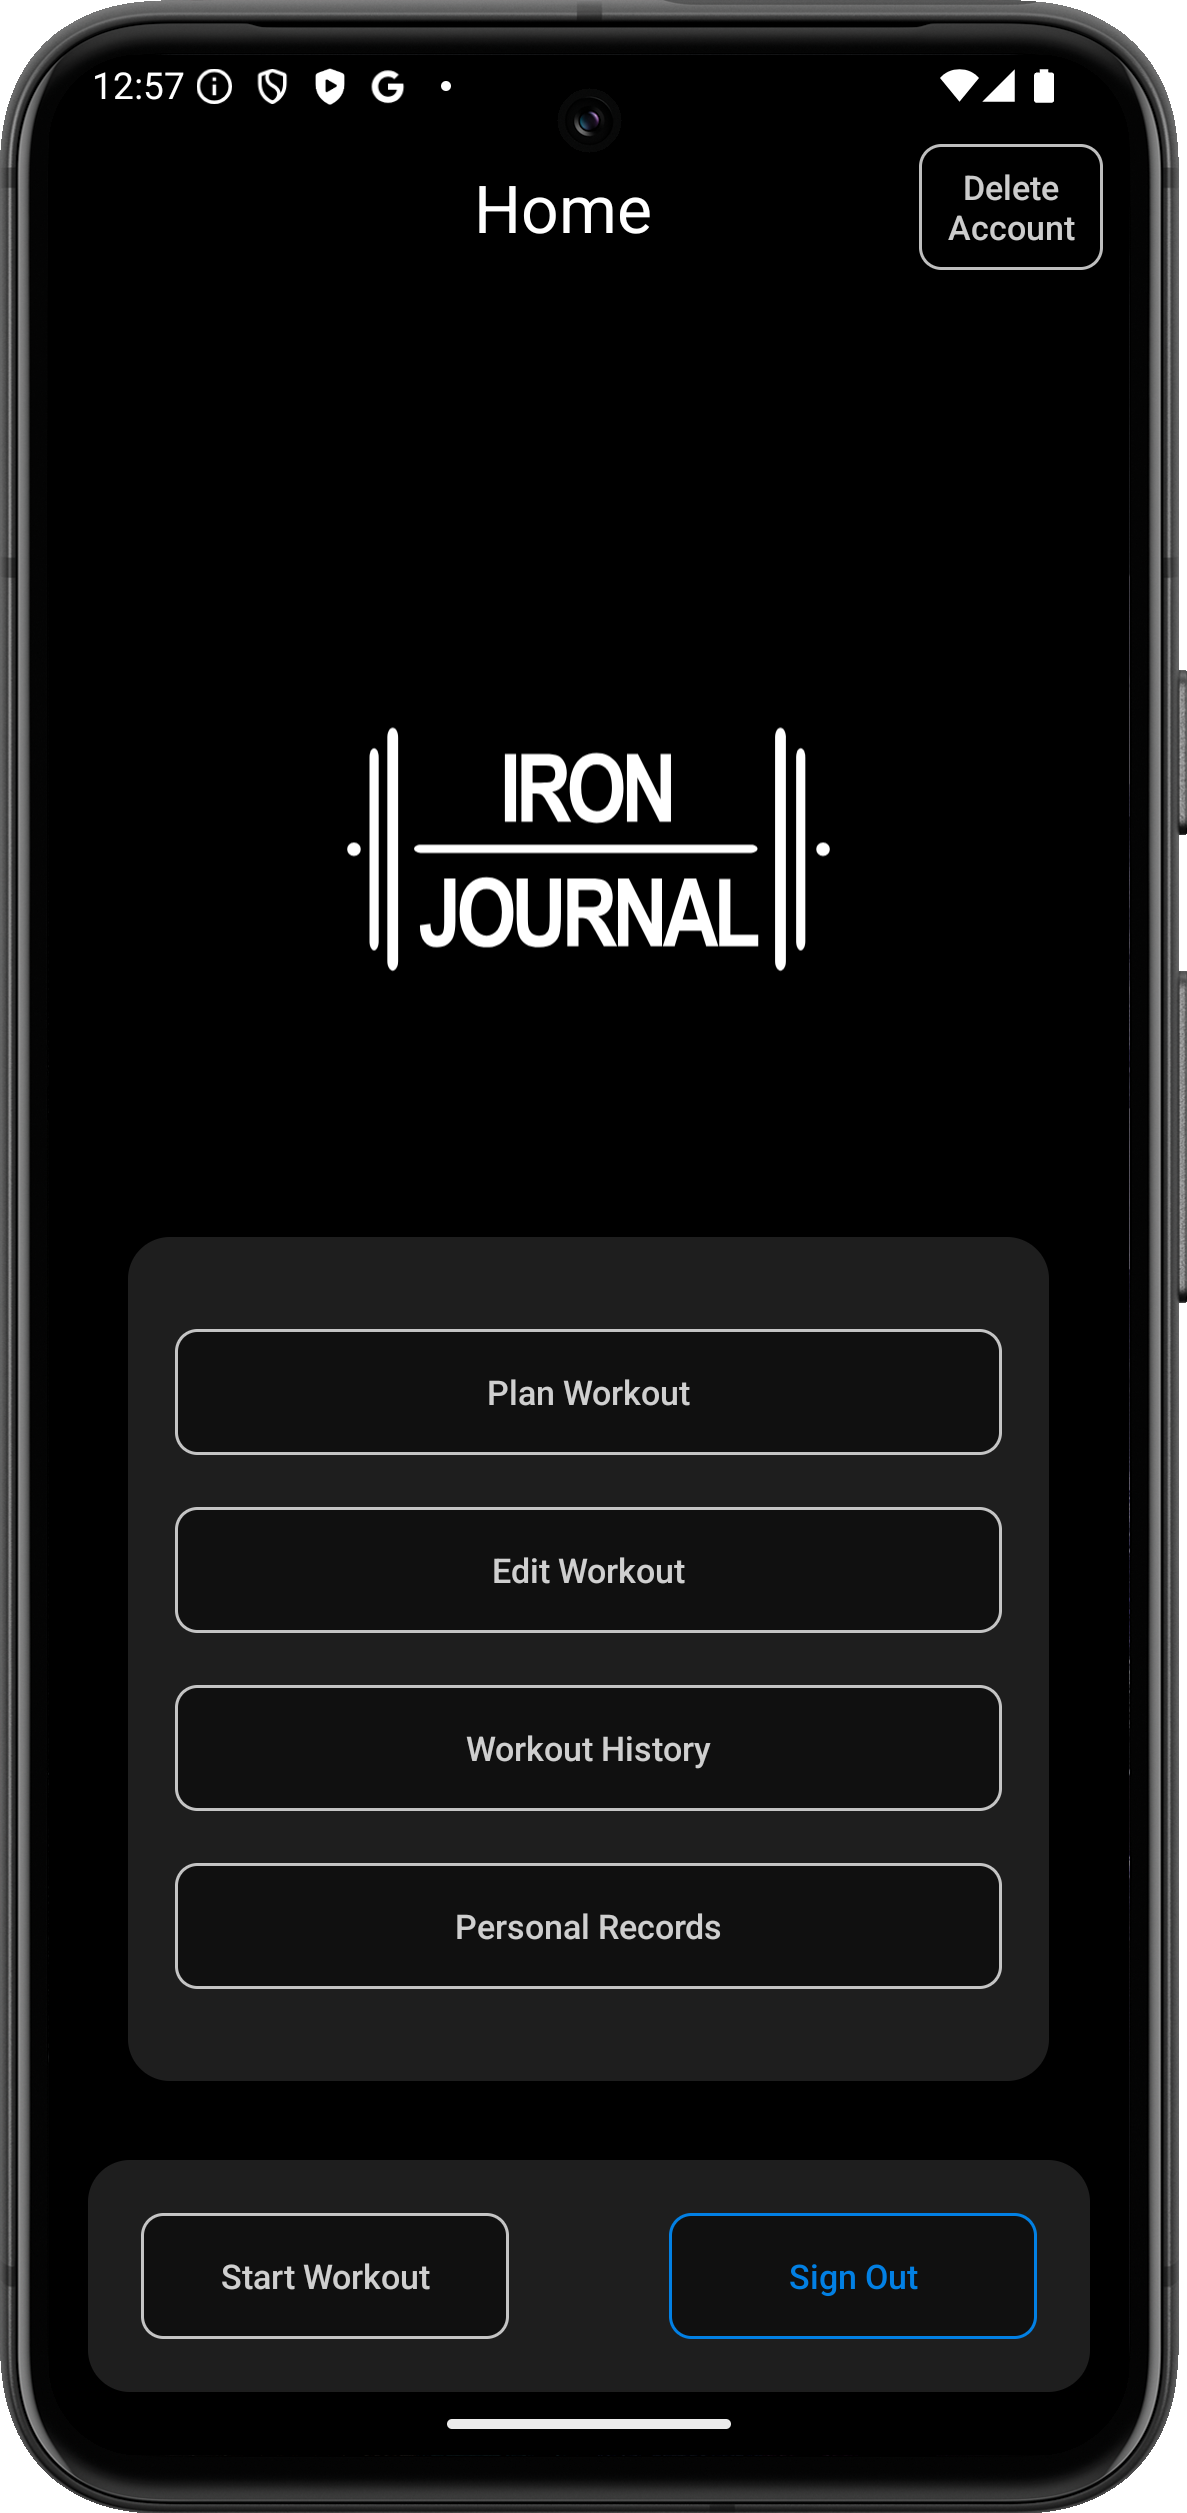 12:57
Home
Delete
Account
IRON
JOURNAL
Plan Workout
Edit Workout
Workout History
Personal Records
Start Workout
Sign Out